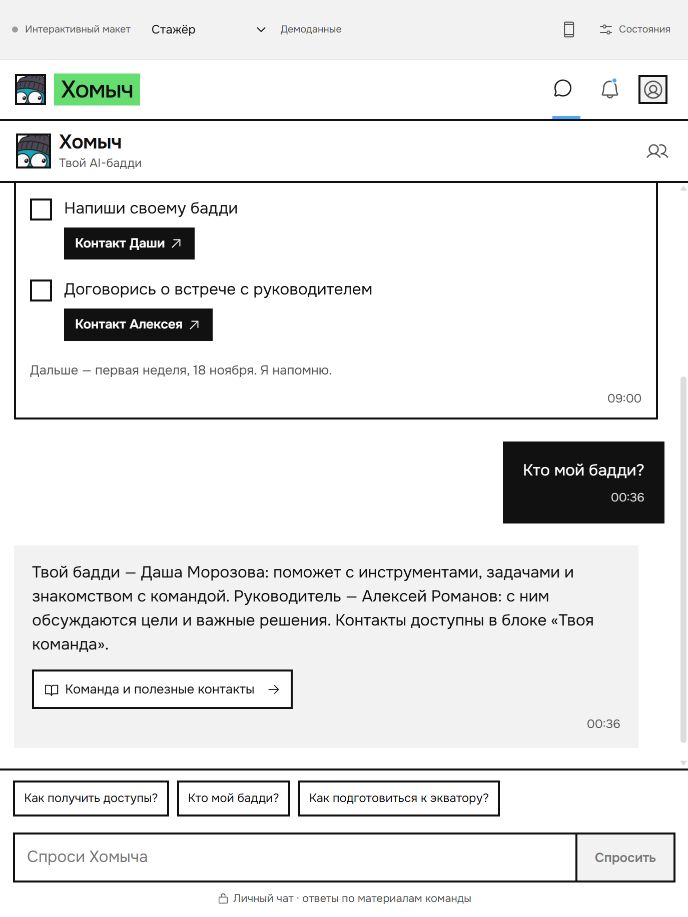 Интерактивный макет Стажёр Демоданные Состояния
Хомыч
Хомыч
Твой AI-бадди
Напиши своему бадди
Контакт Даши ↗
Договорись о встрече с руководителем
Контакт Алексея ↗
Дальше — первая неделя, 18 ноября. Я напомню.
09:00
Кто мой бадди?
00:36
Твой бадди — Даша Морозова: поможет с инструментами, задачами и
знакомством с командой. Руководитель — Алексей Романов: с ним
обсуждаются цели и важные решения. Контакты доступны в блоке «Твоя
команда».
Команда и полезные контакты →
00:36
Как получить доступы? Кто мой бадди? Как подготовиться к экватору?
Спроси Хомыча Спросить
Личный чат · ответы по материалам команды